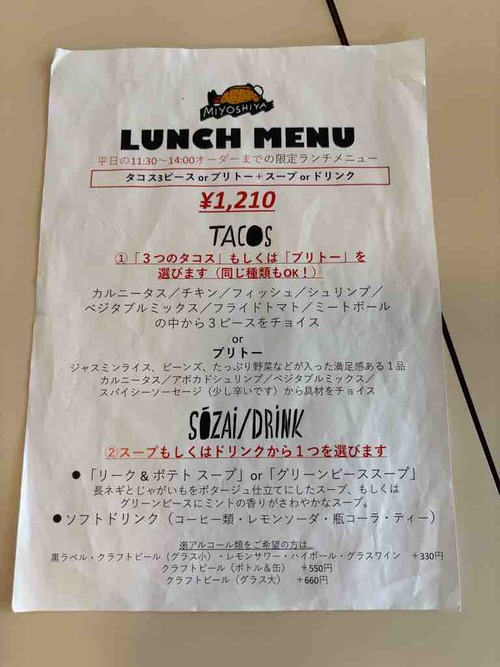 MIYOSHIYA
LUNCH MENU
平日の11:30～14:00オーダーまでの限定ランチメニュー
タコス3ピース or ブリトー＋スープ or ドリンク
¥1,210
TACOS
①「３つのタコス」もしくは「ブリトー」を
選びます（同じ種類もOK！）
カルニータス／チキン／フィッシュ／シュリンプ／
ベジタブルミックス／フライドトマト／ミートボール
の中から３ピースをチョイス
or
ブリトー
ジャスミンライス、ビーンズ、たっぷり野菜などが入った満足感ある１品
カルニータス／アボカドシュリンプ／ベジタブルミックス／
スパイシーソーセージ（少し辛いです）から具材をチョイス
SŌZAI/DRINK
②スープもしくはドリンクから１つを選びます
●「リーク & ポテト スープ」or「グリーンピーススープ」
長ネギとじゃがいもをポタージュ仕立てにしたスープ、もしくは
グリーンピースにミントの香りがさわやかなスープ。
●ソフトドリンク（コーヒー類・レモンソーダ・瓶コーラ・ティー）
※アルコール類をご希望の方は、
黒ラベル・クラフトビール（グラス小）・レモンサワー・ハイボール・グラスワイン ＋330円
クラフトビール（ボトル＆缶） ＋550円
クラフトビール（グラス大） ＋660円